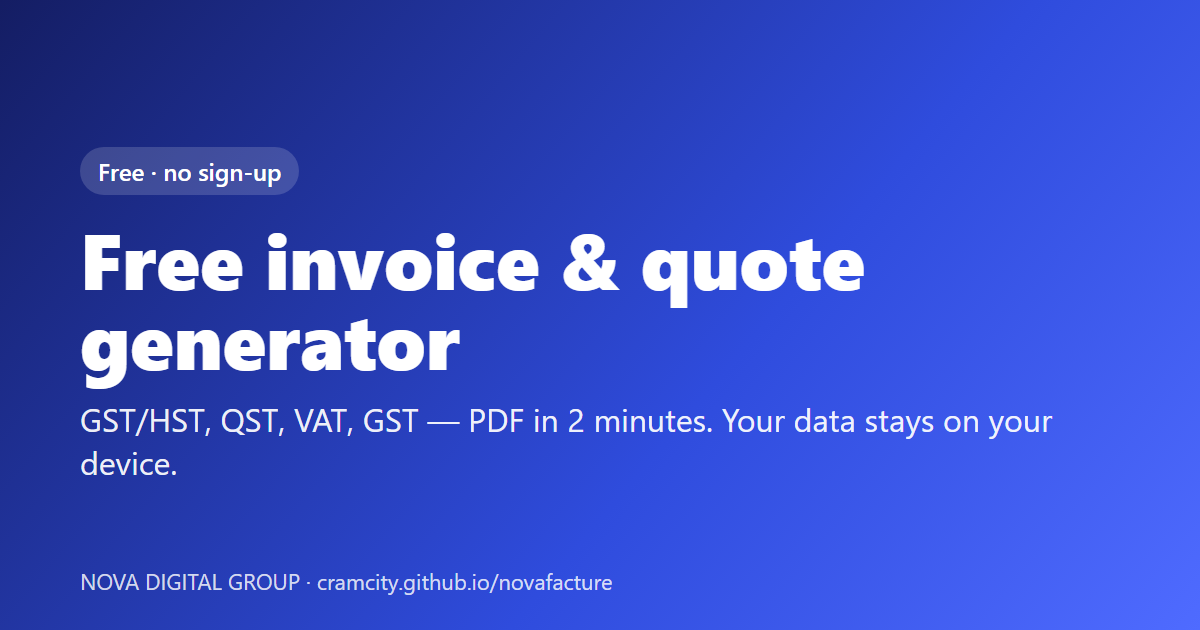 Free · no sign-up
Free invoice & quote
generator
GST/HST, QST, VAT, GST — PDF in 2 minutes. Your data stays on your
device.
NOVA DIGITAL GROUP · cramcity.github.io/novafacture